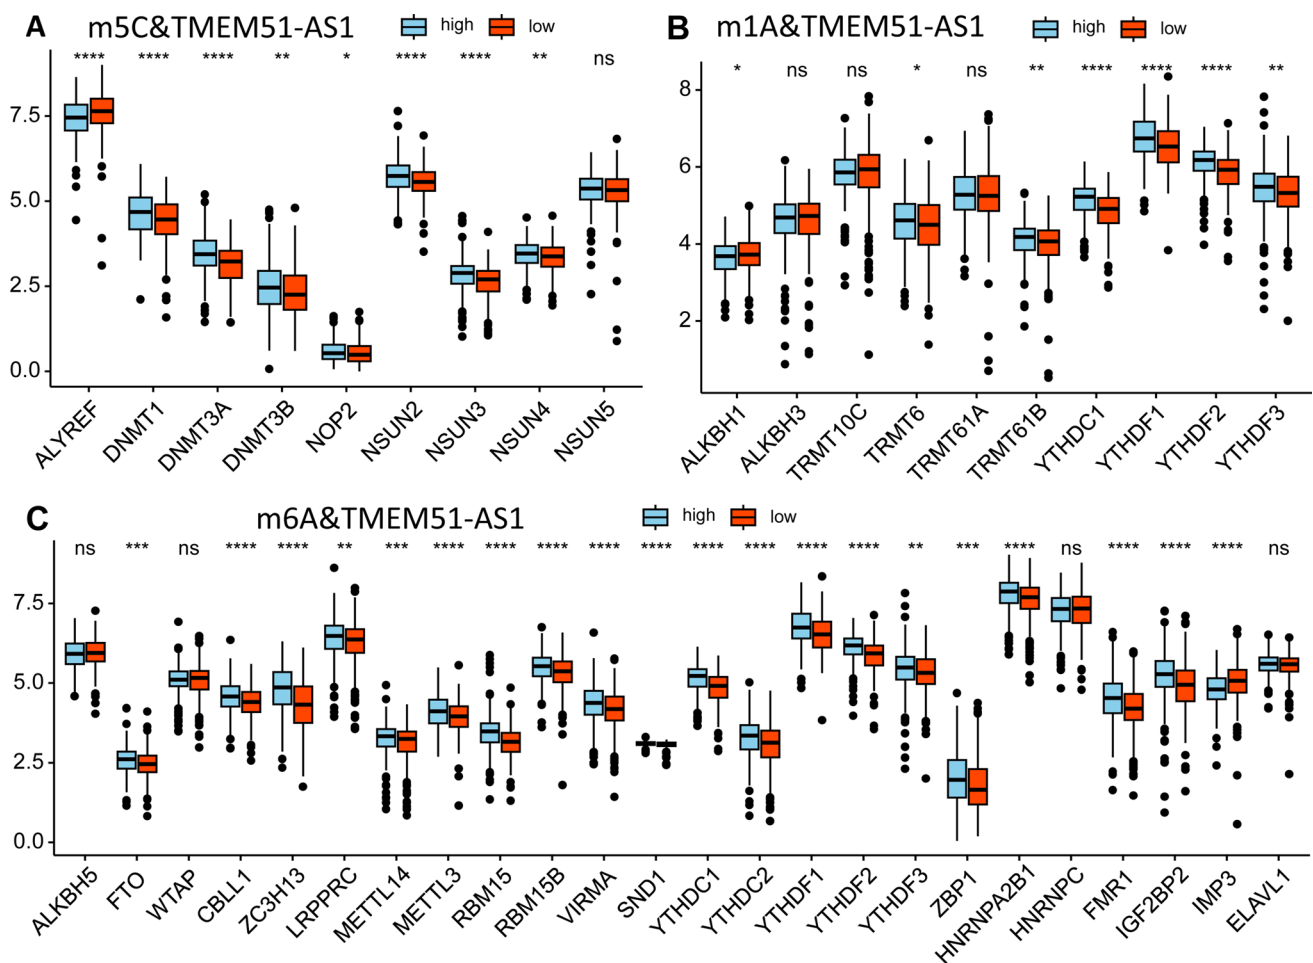 A m5C&TMEM51-AS1 high low
**** **** **** ** * **** **** ** ns
7.5
5.0
2.5
0.0
ALYREF DNMT1 DNMT3A DNMT3B NOP2 NSUN2 NSUN3 NSUN4 NSUN5
B m1A&TMEM51-AS1 high low
* ns ns * ns ** **** **** **** **
8
6
4
2
ALKBH1 ALKBH3 TRMT10C TRMT6 TRMT61A TRMT61B YTHDC1 YTHDF1 YTHDF2 YTHDF3
C m6A&TMEM51-AS1 high low
ns *** ns **** **** ** *** **** **** **** **** **** **** **** **** **** ** *** **** ns **** **** **** ns
7.5
5.0
2.5
0.0
ALKBH5 FTO WTAP CBLL1 ZC3H13 LRPPRC METTL14 METTL3 RBM15 RBM15B VIRMA SND1 YTHDC1 YTHDC2 YTHDF1 YTHDF2 YTHDF3 ZBP1 HNRNPA2B1 HNRNPC FMR1 IGF2BP2 IMP3 ELAVL1